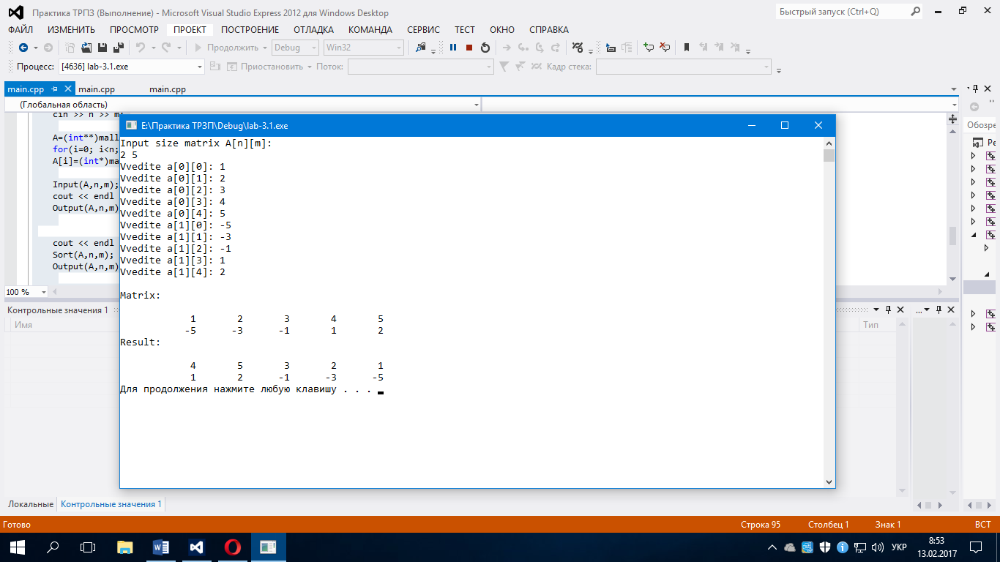 Практика ТРПЗ (Выполнение) - Microsoft Visual Studio Express 2012 для Windows Desktop
Быстрый запуск (Ctrl+Q)
ФАЙЛ ИЗМЕНИТЬ ПРОСМОТР ПРОЕКТ ПОСТРОЕНИЕ ОТЛАДКА КОМАНДА СЕРВИС ТЕСТ ОКНО СПРАВКА
Продолжить Debug Win32
Процесс: [4636] lab-3.1.exe Приостановить Поток: Кадр стека:
main.cpp main.cpp main.cpp
(Глобальная область)
Обозре
cin >> n >> m;
A=(int**)mall
for(i=0; i<n;
A[i]=(int*)ma
Input(A,n,m);
cout << endl
Output(A,n,m)
cout << endl
Sort(A,n,m);
Output(A,n,m)
100 %
E:\Практика ТРЗП\Debug\lab-3.1.exe
Input size matrix A[n][m]:
2 5
Vvedite a[0][0]: 1
Vvedite a[0][1]: 2
Vvedite a[0][2]: 3
Vvedite a[0][3]: 4
Vvedite a[0][4]: 5
Vvedite a[1][0]: -5
Vvedite a[1][1]: -3
Vvedite a[1][2]: -1
Vvedite a[1][3]: 1
Vvedite a[1][4]: 2
Matrix:
1 2 3 4 5
-5 -3 -1 1 2
Result:
4 5 3 2 1
1 2 -1 -3 -5
Для продолжения нажмите любую клавишу . . .
Контрольные значения 1
Имя
Тип
Локальные Контрольные значения 1
Готово Строка 95 Столбец 1 Знак 1 ВСТ
УКР
8:53
13.02.2017